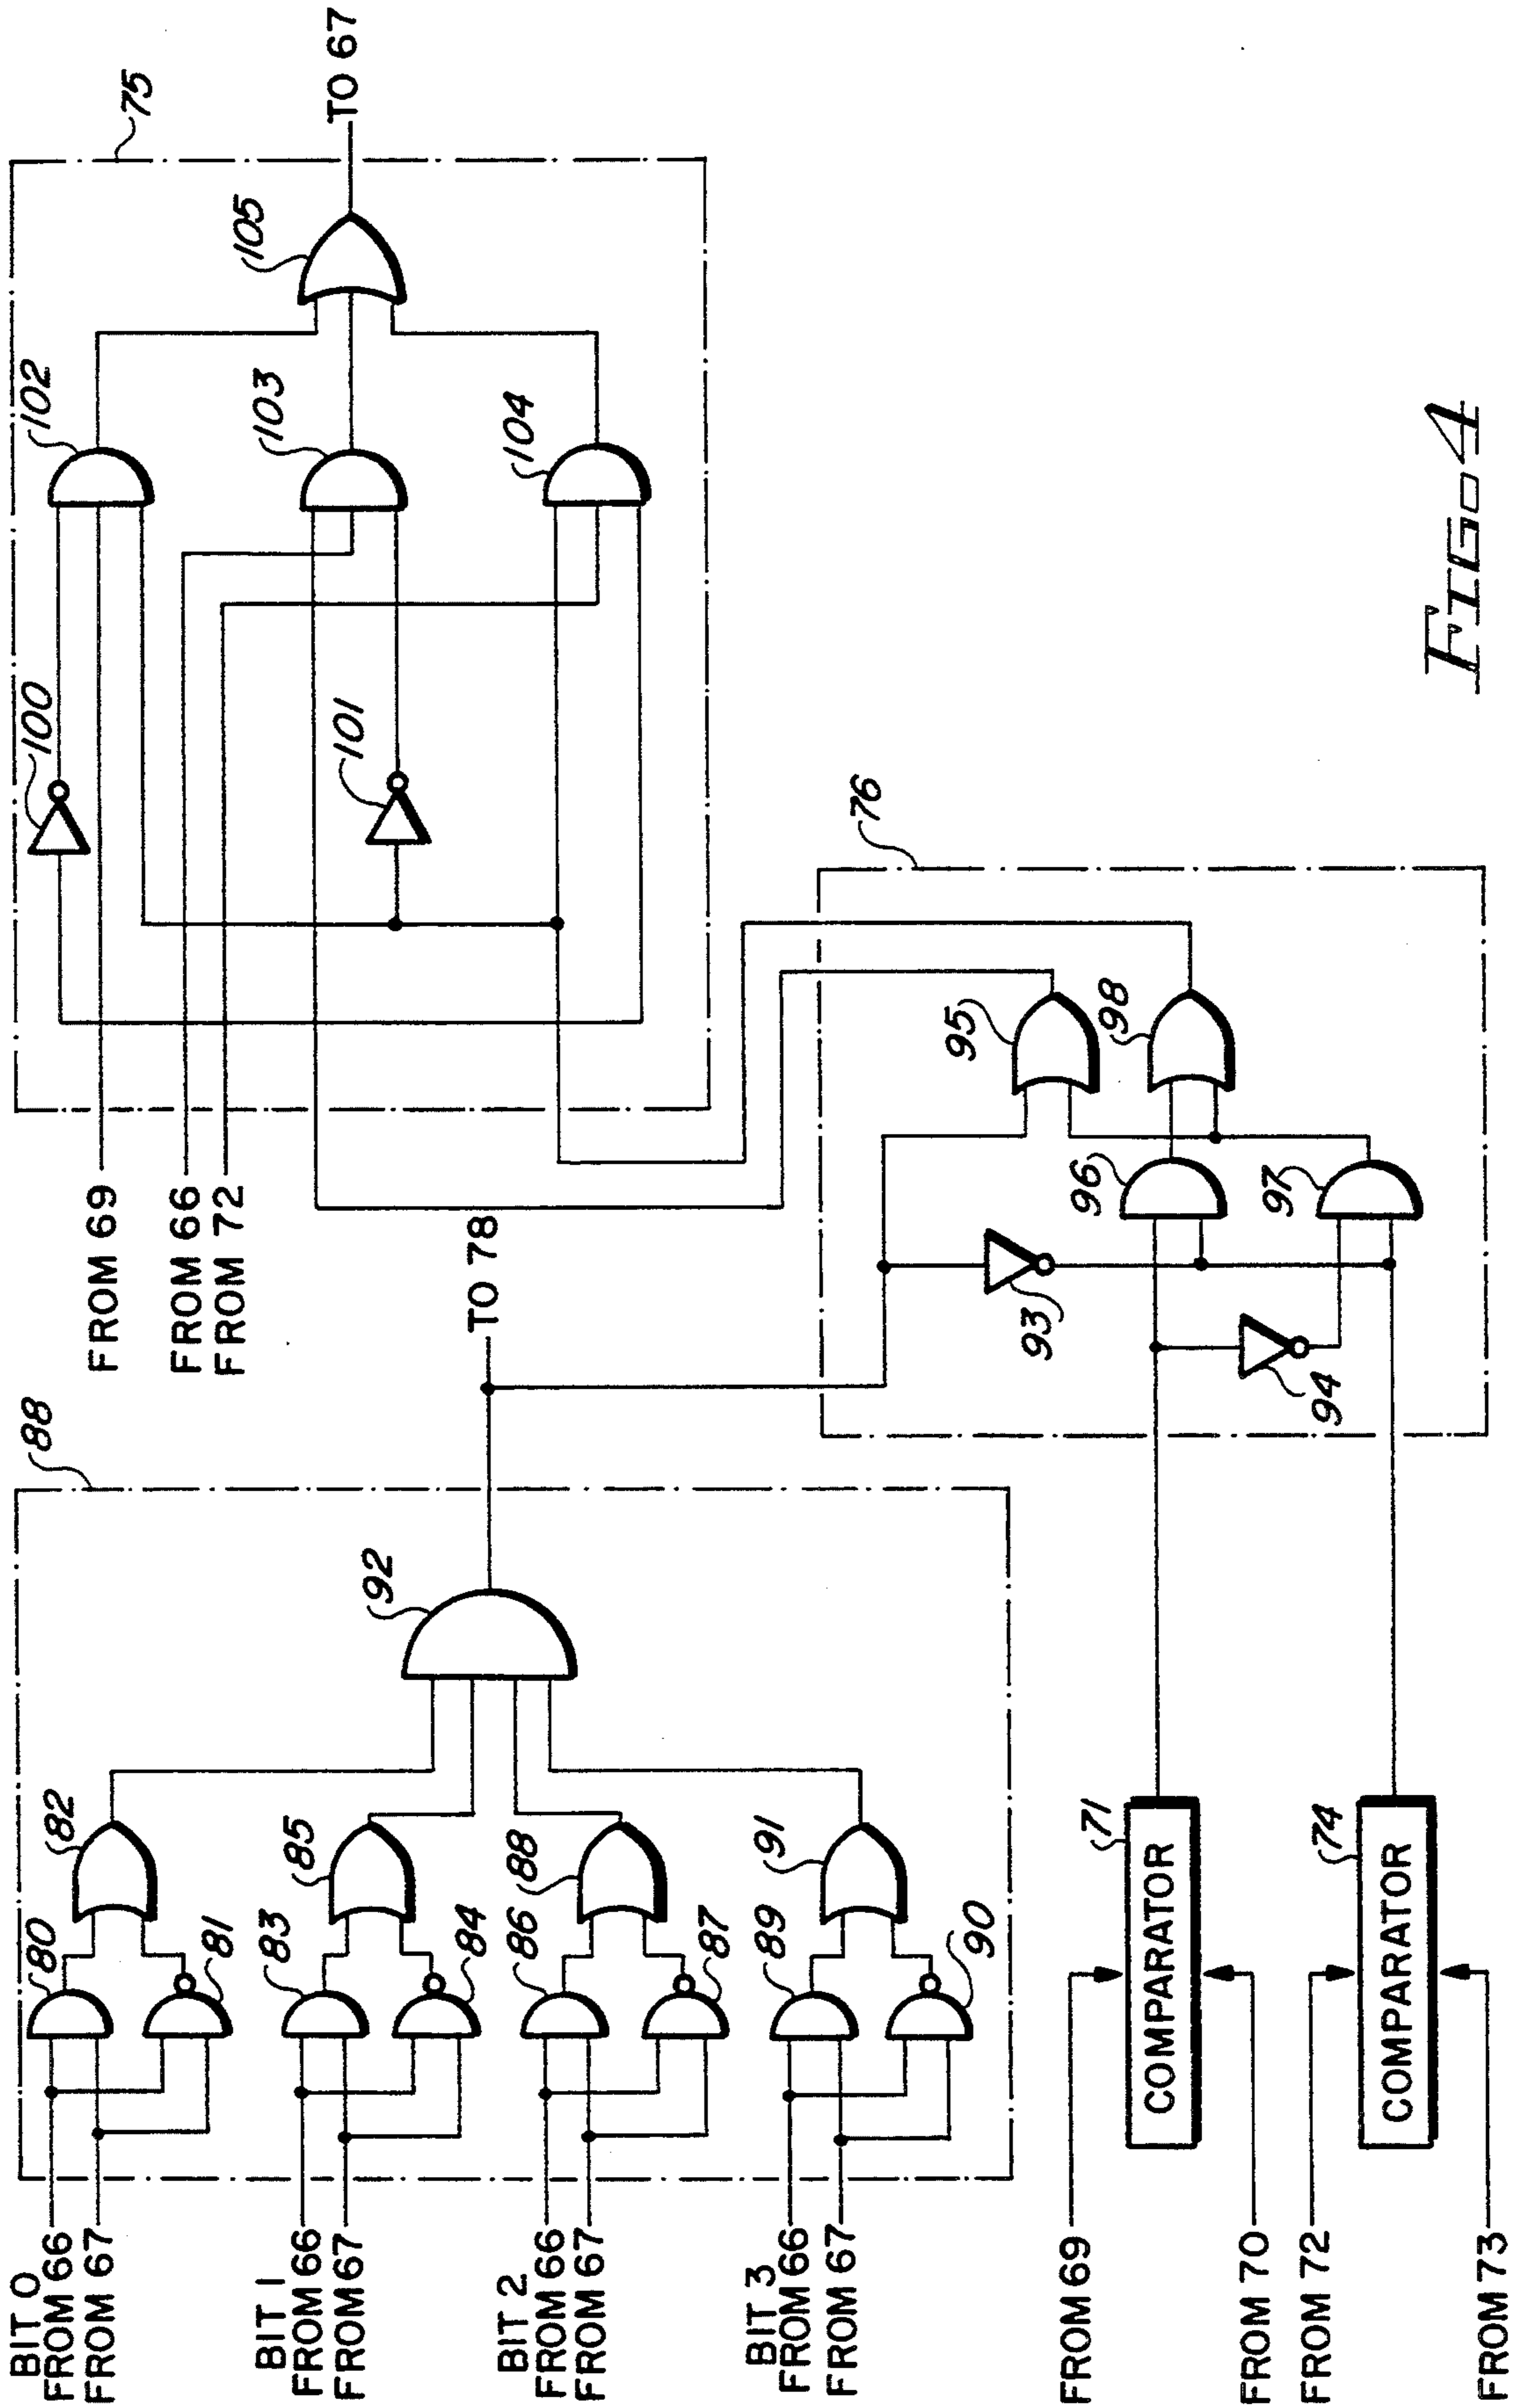 BIT 0
FROM 66
FROM 67
BIT 1
FROM 66
FROM 67
BIT 2
FROM 66
FROM 67
BIT 3
FROM 66
FROM 67
80
81
82
83
84
85
86
87
88
89
90
91
92
88
TO 78
FROM 69
FROM 66
FROM 72
100
101
102
103
104
105
75
TO 67
FROM 69
FROM 70
71
COMPARATOR
FROM 72
FROM 73
74
COMPARATOR
93
94
95
96
97
98
76
FIG. 4